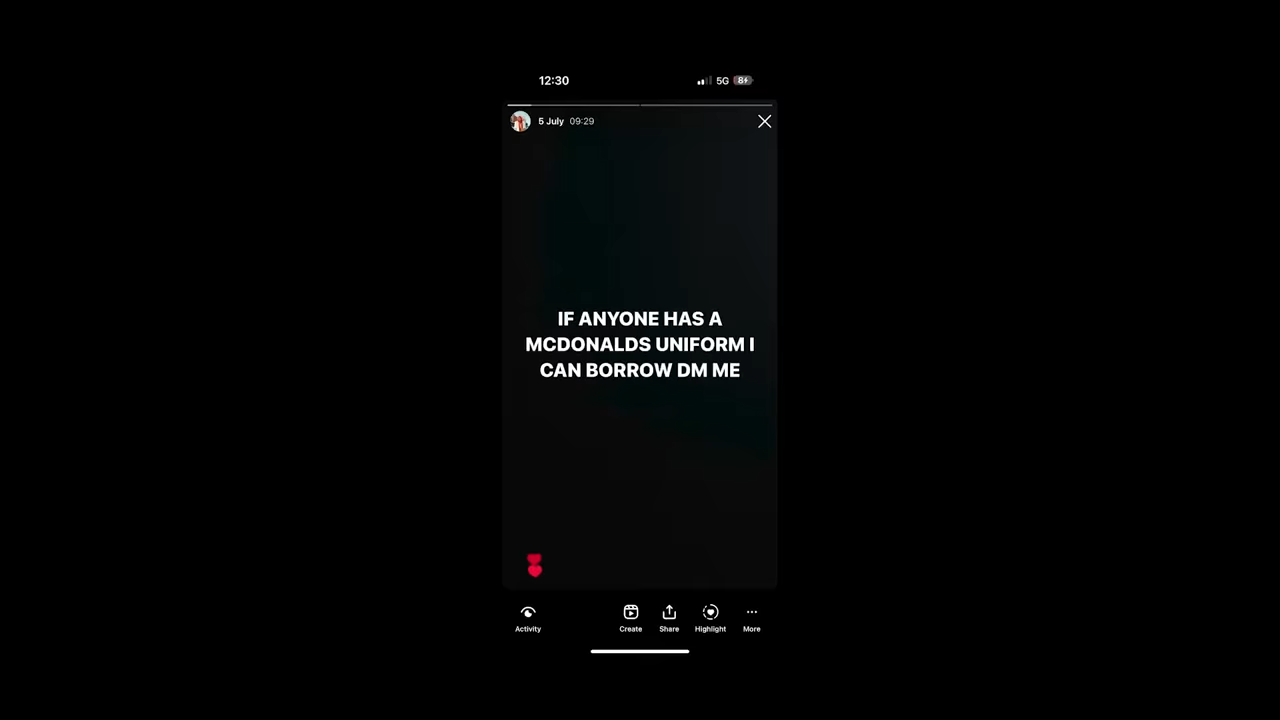 12:30
5G
8
5 July 09:29
IF ANYONE HAS A
MCDONALDS UNIFORM I
CAN BORROW DM ME
Activity
Create
Share
Highlight
More